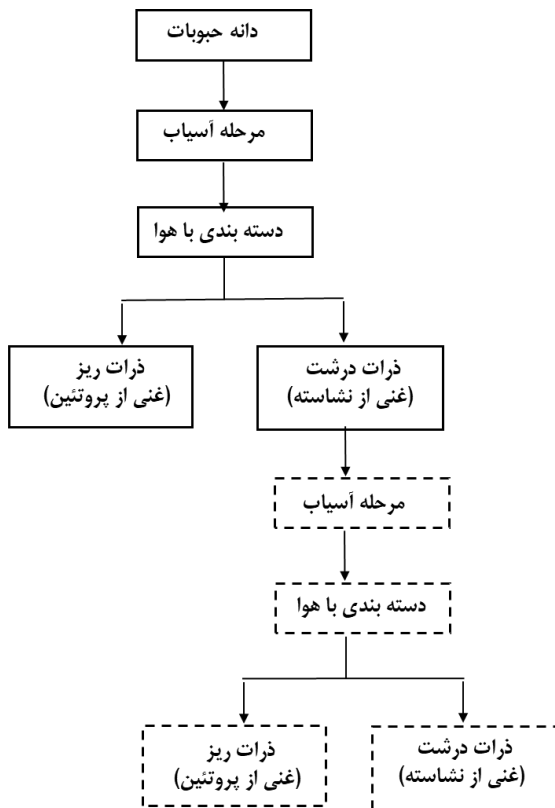 دانه حبوبات
مرحله آسیاب
دسته بندی با هوا
ذرات درشت
(غنی از نشاسته)
ذرات ریز
(غنی از پروتئین)
مرحله آسیاب
دسته بندی با هوا
ذرات درشت
(غنی از نشاسته)
ذرات ریز
(غنی از پروتئین)